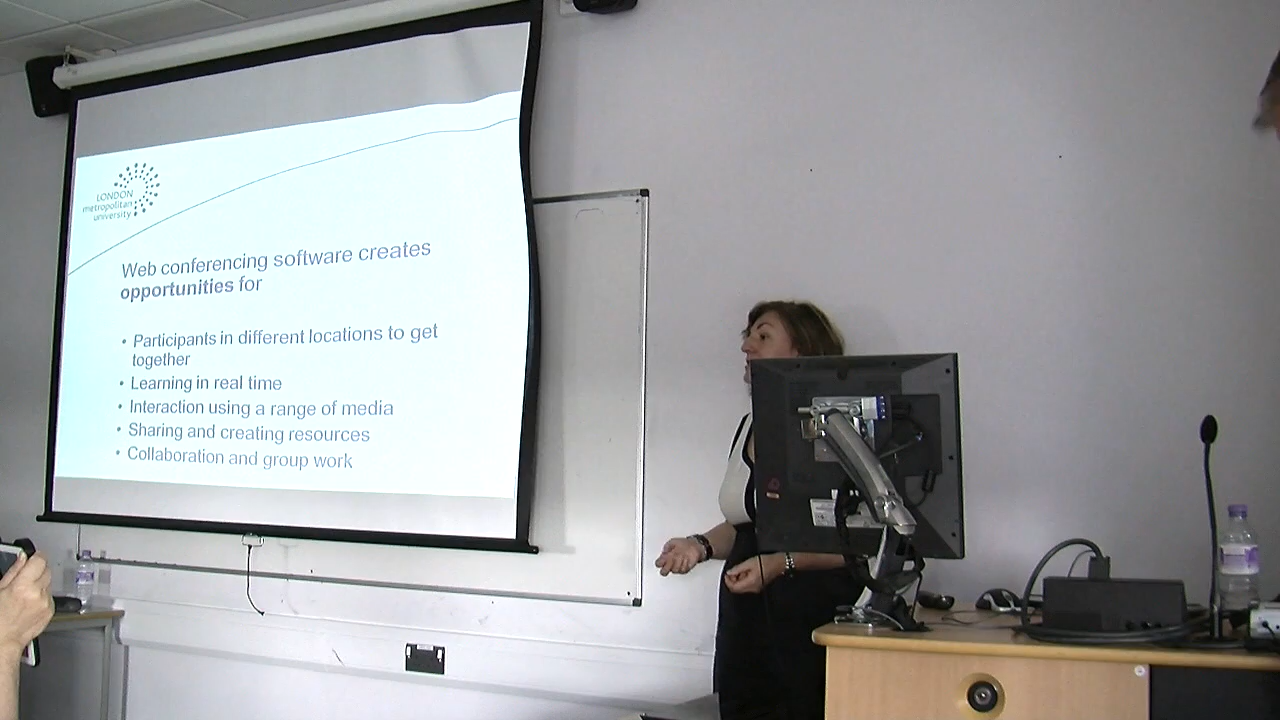 LONDON
metropolitan
university
Web conferencing software creates
opportunities for
• Participants in different locations to get
together
• Learning in real time
• Interaction using a range of media
• Sharing and creating resources
• Collaboration and group work